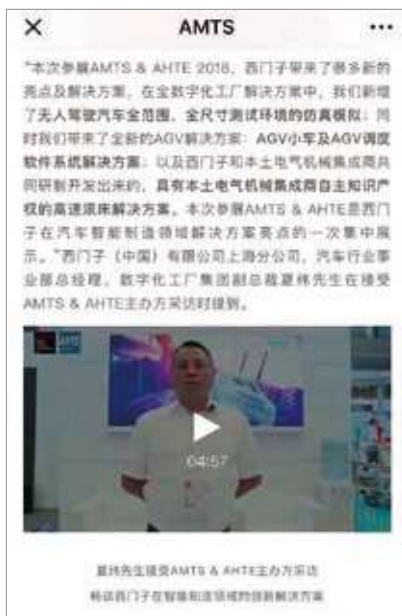 AMTS
"本次参展AMTS & AHTE 2018，西门子带来了很多新的
亮点及解决方案，在全数字化工厂解决方案中，我们新增
了无人驾驶汽车全范围、全尺寸测试环境的仿真模拟；同
时我们带来了全新的AGV解决方案：AGV小车及AGV调度
软件系统解决方案；以及西门子和本土电气机械集成商共
同研制开发出来的，具有本土电气机械集成商自主知识产
权的高速滚床解决方案。本次参展AMTS & AHTE是西门
子在汽车智能制造领域解决方案亮点的一次集中展
示。"西门子（中国）有限公司上海分公司，汽车行业事
业部总经理，数字化工厂集团副总裁夏纬先生在接受
AMTS & AHTE主办方采访时提到。
AHTE
04:57
夏纬先生接受AMTS & AHTE主办方采访
畅谈西门子在智能制造领域的创新解决方案